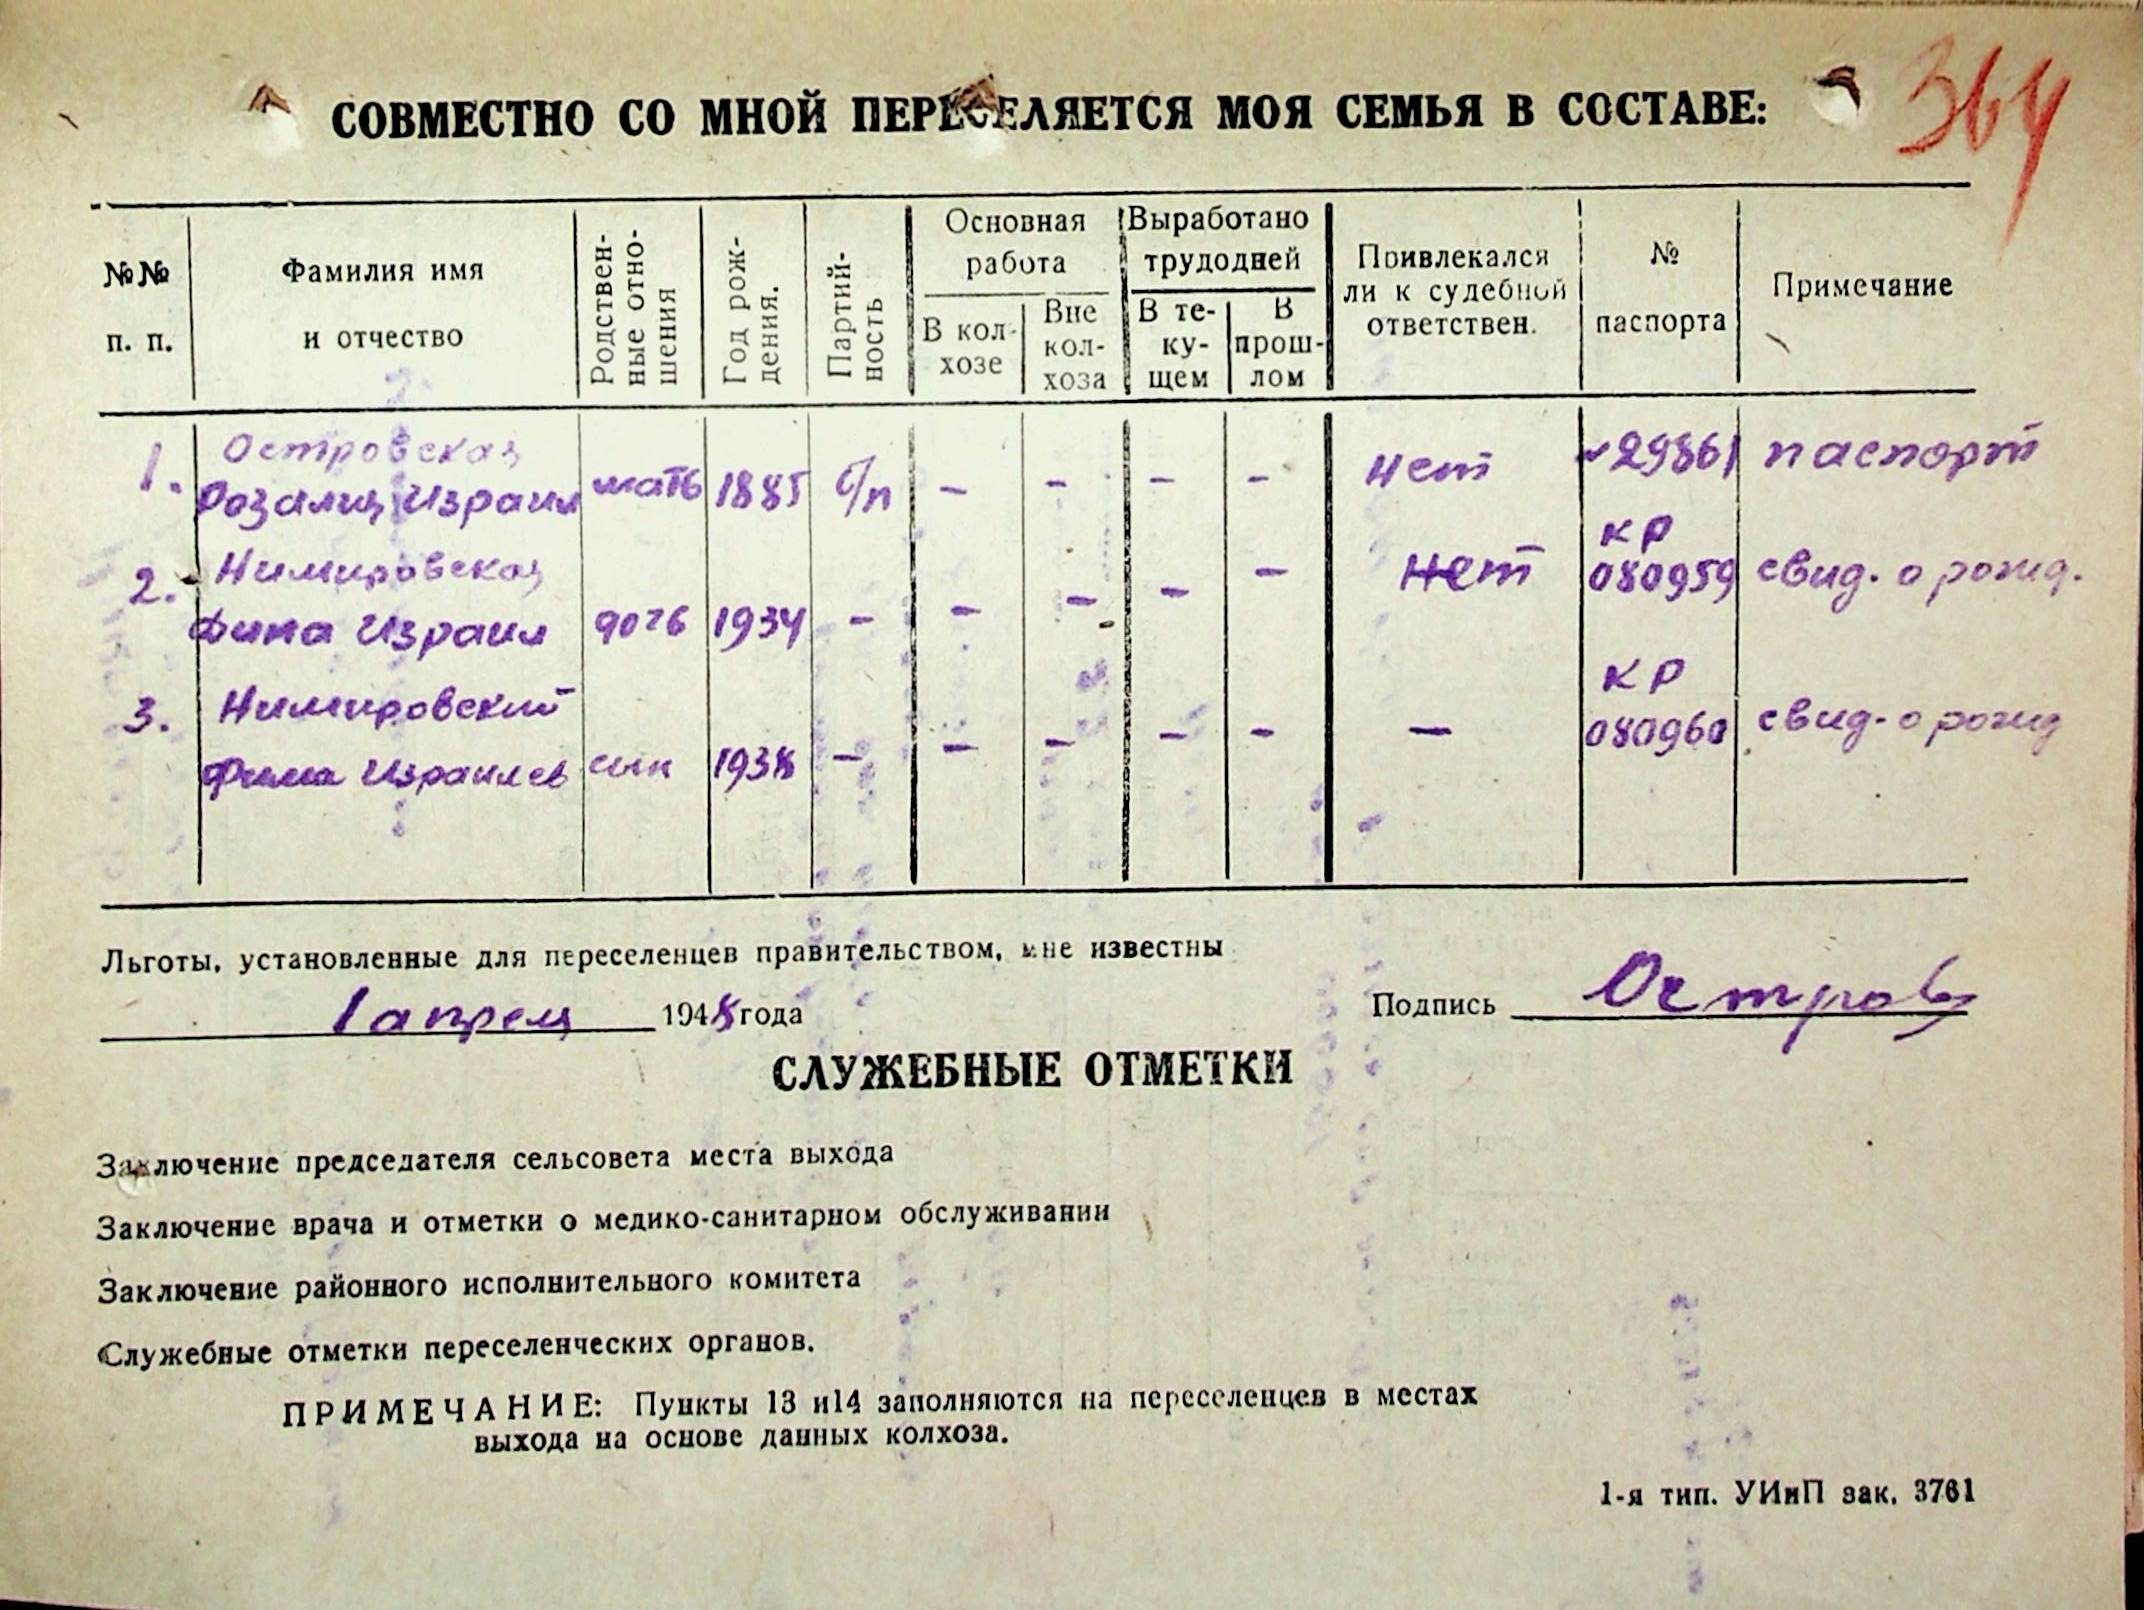 364
СОВМЕСТНО СО МНОЙ ПЕРЕСЕЛЯЕТСЯ МОЯ СЕМЬЯ В СОСТАВЕ:
№№ п. п.
Фамилия имя и отчество
Родственные отношения
Год рождения.
Партийность
Основная работа
В колхозе
Вне колхоза
Выработано трудодней
В текущем
В прошлом
Привлекался ли к судебной ответствен.
№ паспорта
Примечание
1. Островская
Розалия Израил мать 1885 б/п - - - - нет №29861 паспорт
2. Нимировская
Фина Израил дочь 1934 - - - - - нет КР 080959 свид. о рожд.
3. Нимировский
Фима Израилев сын 1938 - - - - - - КР 080960 свид. о рожд
Льготы, установленные для переселенцев правительством, мне известны
1 апреля 1948 года
Подпись Островс
СЛУЖЕБНЫЕ ОТМЕТКИ
Заключение председателя сельсовета места выхода
Заключение врача и отметки о медико-санитарном обслуживании
Заключение районного исполнительного комитета
Служебные отметки переселенческих органов.
ПРИМЕЧАНИЕ: Пункты 13 и14 заполняются на переселенцев в местах
выхода на основе данных колхоза.
1-я тип. УИиП зак. 3761